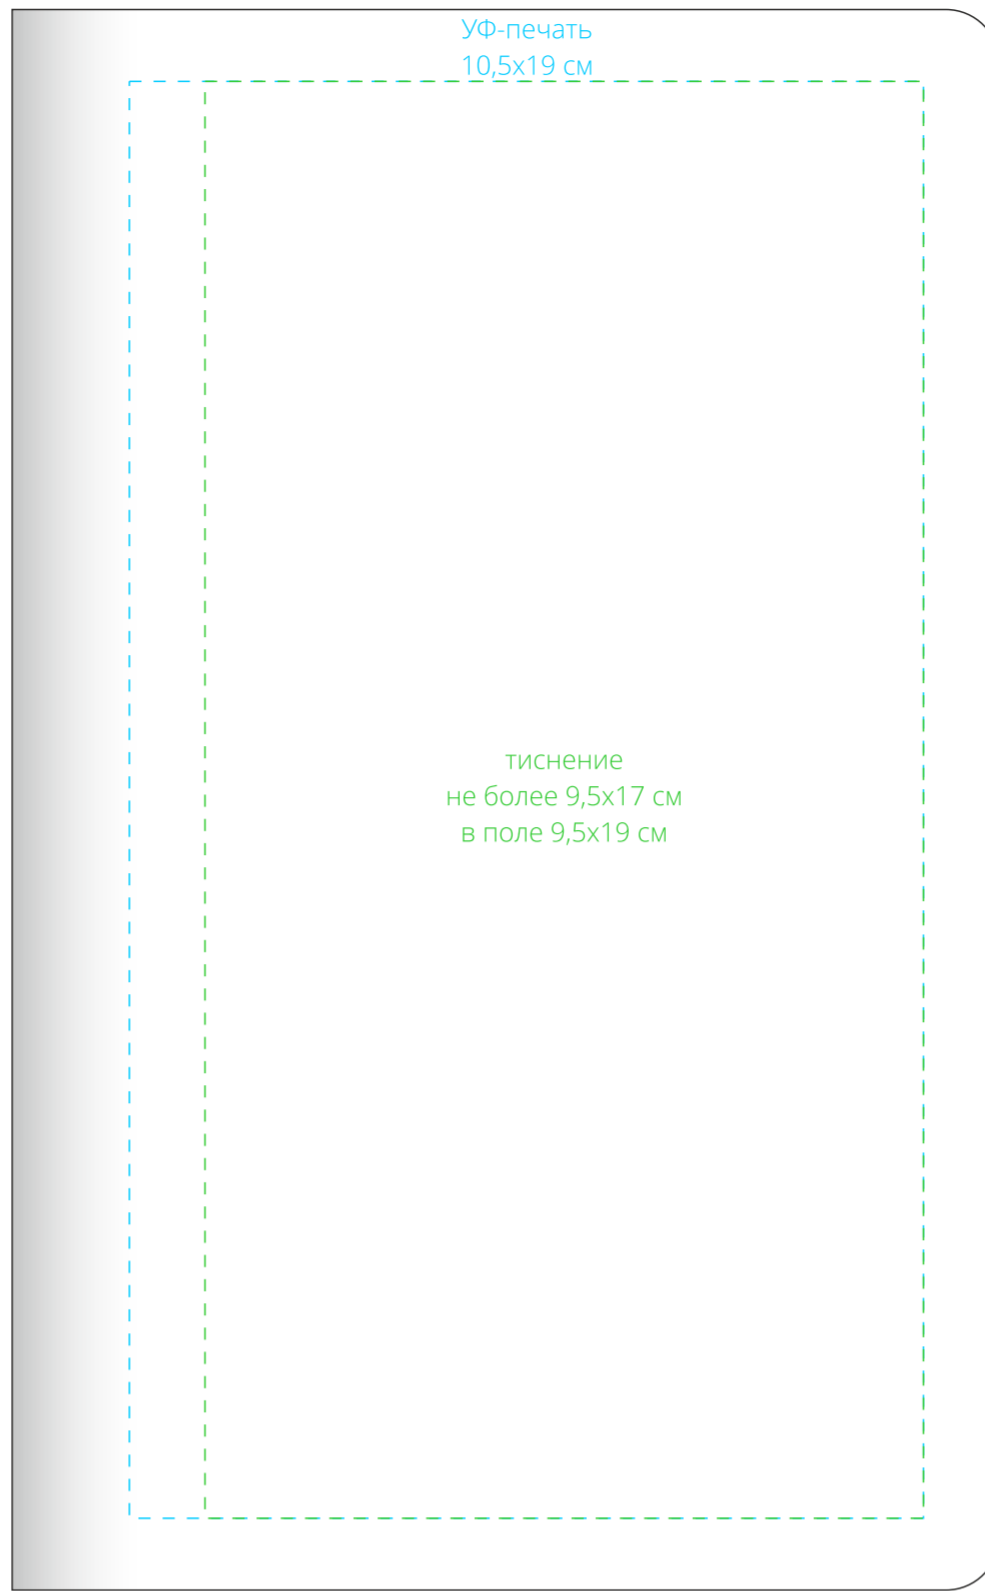 УФ-печать
10,5х19 см
тиснение
не более 9,5х17 см
в поле 9,5х19 см